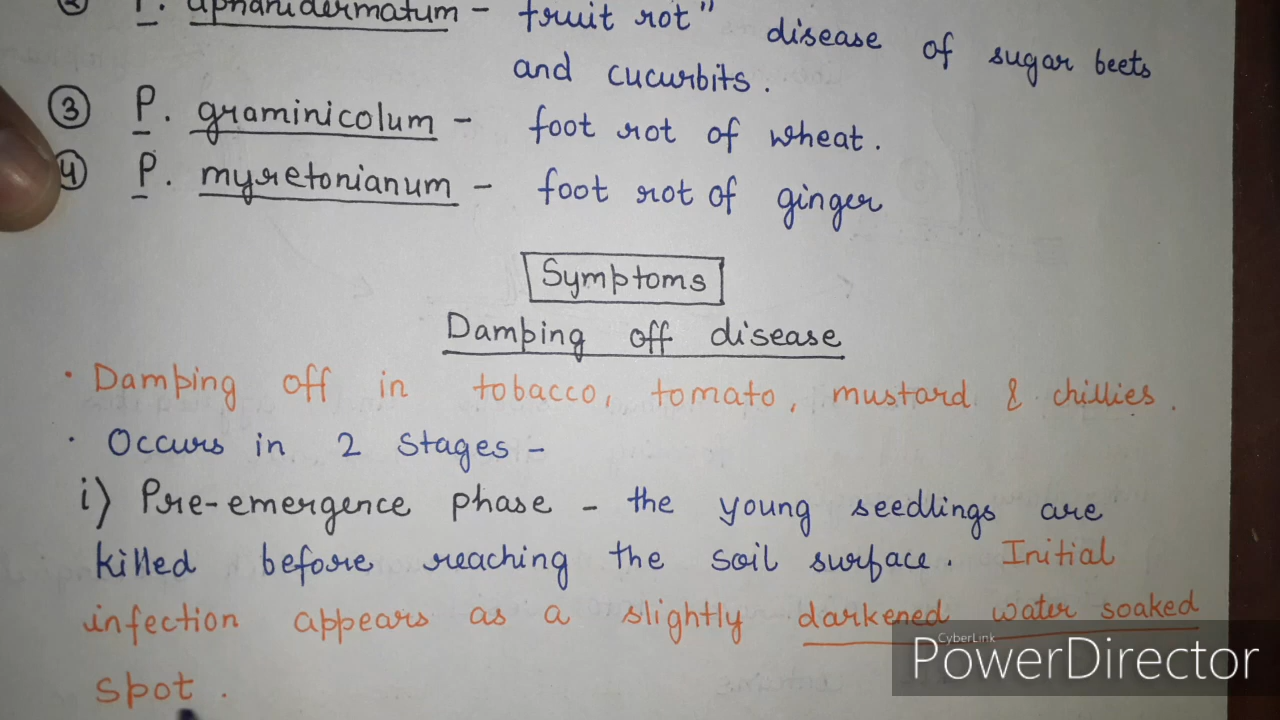 ② P. aphanidermatum - fruit rot" disease of sugar beets
and cucurbits.
③ P. graminicolum - foot rot of wheat.
④ P. myretonianum - foot rot of ginger
Symptoms
Damping off disease
• Damping off in tobacco, tomato, mustard & chillies.
• Occurs in 2 stages -
i) Pre-emergence phase - the young seedlings are
killed before reaching the soil surface. Initial
infection appears as a slightly darkened water soaked
spot.
CyberLink
PowerDirector